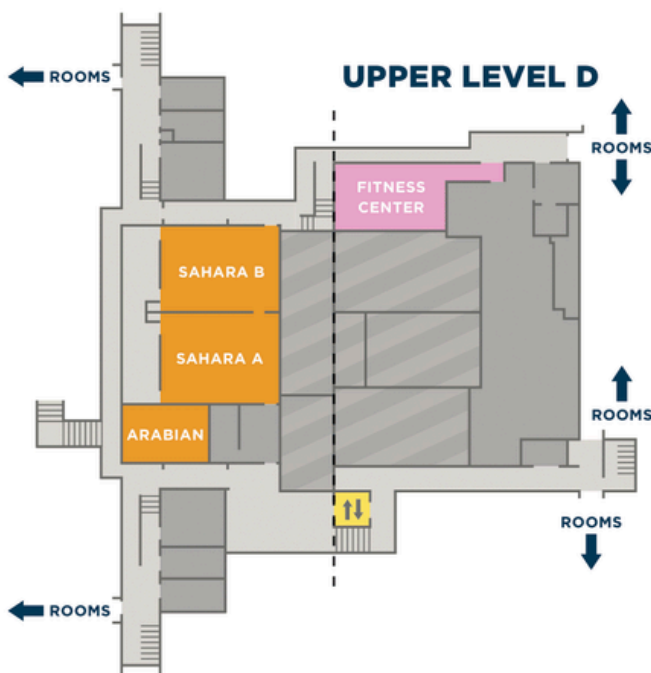 UPPER LEVEL D
ROOMS
ROOMS
FITNESS
CENTER
SAHARA B
SAHARA A
ARABIAN
ROOMS
ROOMS
ROOMS